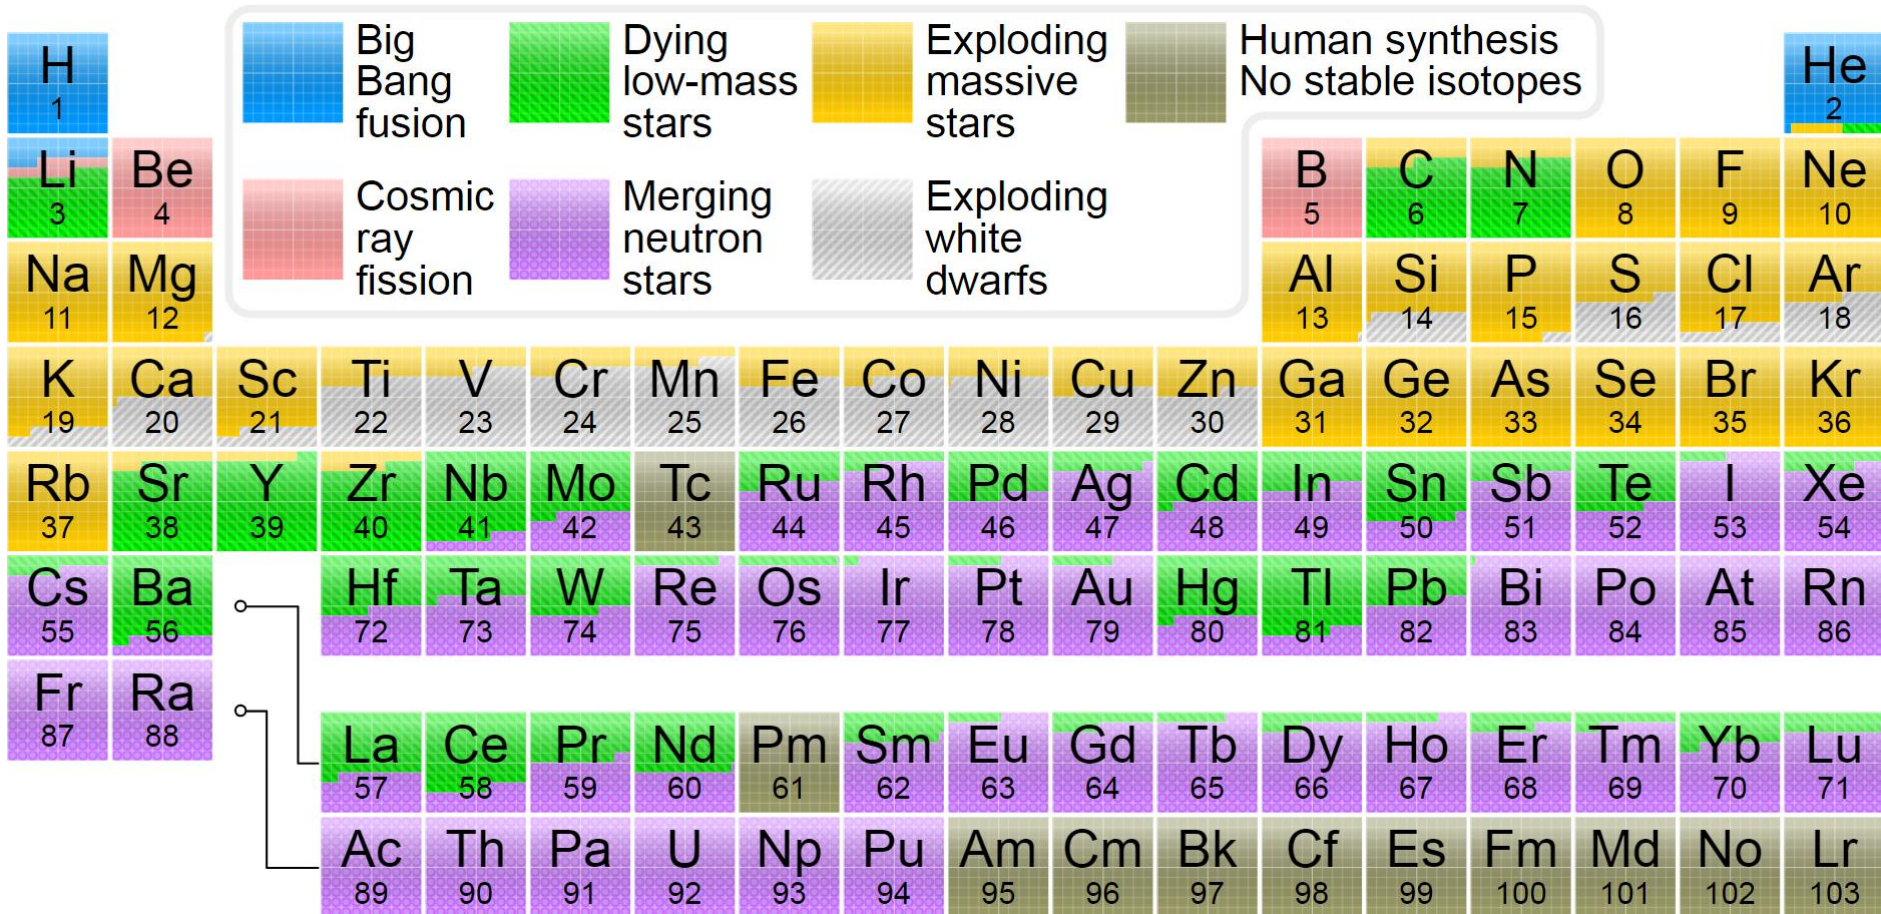 Big
Bang
fusion
Dying
low-mass
stars
Exploding
massive
stars
Human synthesis
No stable isotopes
Cosmic
ray
fission
Merging
neutron
stars
Exploding
white
dwarfs
H He
1 2
Li Be B C N O F Ne
3 4 5 6 7 8 9 10
Na Mg Al Si P S Cl Ar
11 12 13 14 15 16 17 18
K Ca Sc Ti V Cr Mn Fe Co Ni Cu Zn Ga Ge As Se Br Kr
19 20 21 22 23 24 25 26 27 28 29 30 31 32 33 34 35 36
Rb Sr Y Zr Nb Mo Tc Ru Rh Pd Ag Cd In Sn Sb Te I Xe
37 38 39 40 41 42 43 44 45 46 47 48 49 50 51 52 53 54
Cs Ba Hf Ta W Re Os Ir Pt Au Hg Tl Pb Bi Po At Rn
55 56 72 73 74 75 76 77 78 79 80 81 82 83 84 85 86
Fr Ra
87 88
La Ce Pr Nd Pm Sm Eu Gd Tb Dy Ho Er Tm Yb Lu
57 58 59 60 61 62 63 64 65 66 67 68 69 70 71
Ac Th Pa U Np Pu Am Cm Bk Cf Es Fm Md No Lr
89 90 91 92 93 94 95 96 97 98 99 100 101 102 103